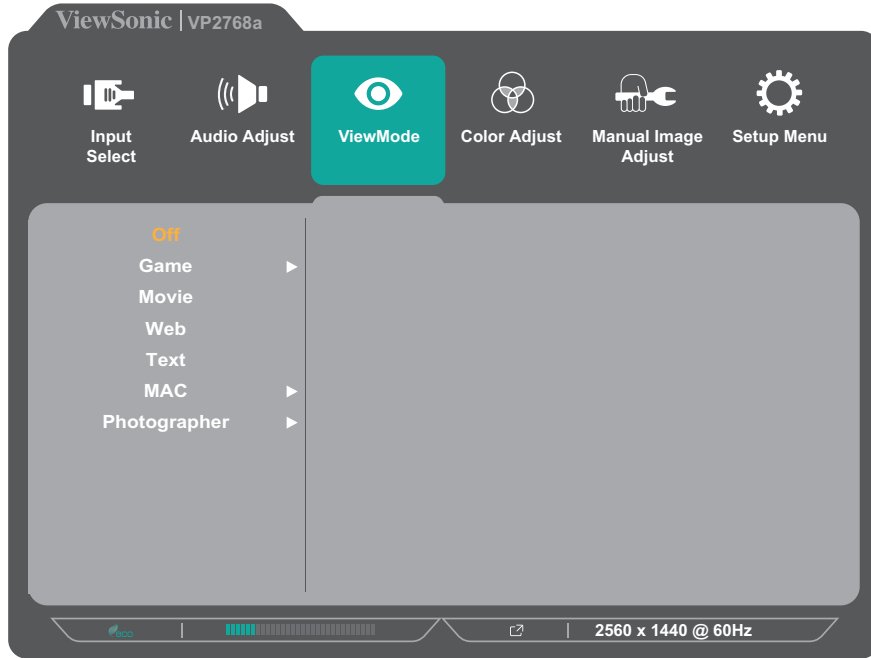 ViewSonic | VP2768a
Input Select
Audio Adjust
ViewMode
Color Adjust
Manual Image Adjust
Setup Menu
Off
Game
Movie
Web
Text
MAC
Photographer
eco
2560 x 1440 @ 60Hz